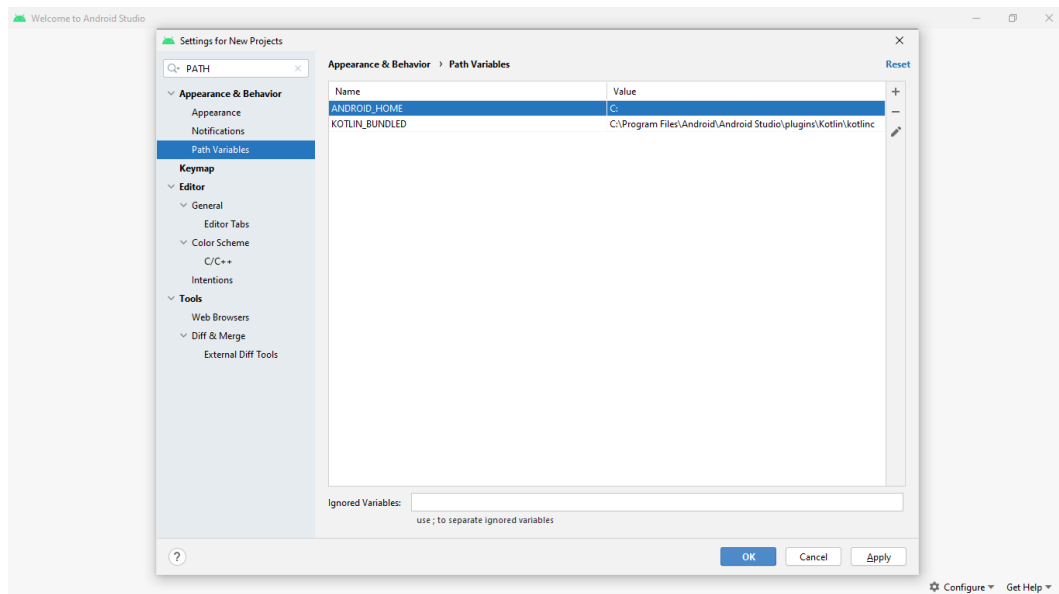 Welcome to Android Studio
Settings for New Projects
PATH
Appearance & Behavior
Appearance
Notifications
Path Variables
Keymap
Editor
General
Editor Tabs
Color Scheme
C/C++
Intentions
Tools
Web Browsers
Diff & Merge
External Diff Tools
Appearance & Behavior › Path Variables Reset
Name Value
ANDROID_HOME C:
KOTLIN_BUNDLED C:\Program Files\Android\Android Studio\plugins\Kotlin\kotlinc
Ignored Variables:
use ; to separate ignored variables
? OK Cancel Apply
Configure Get Help